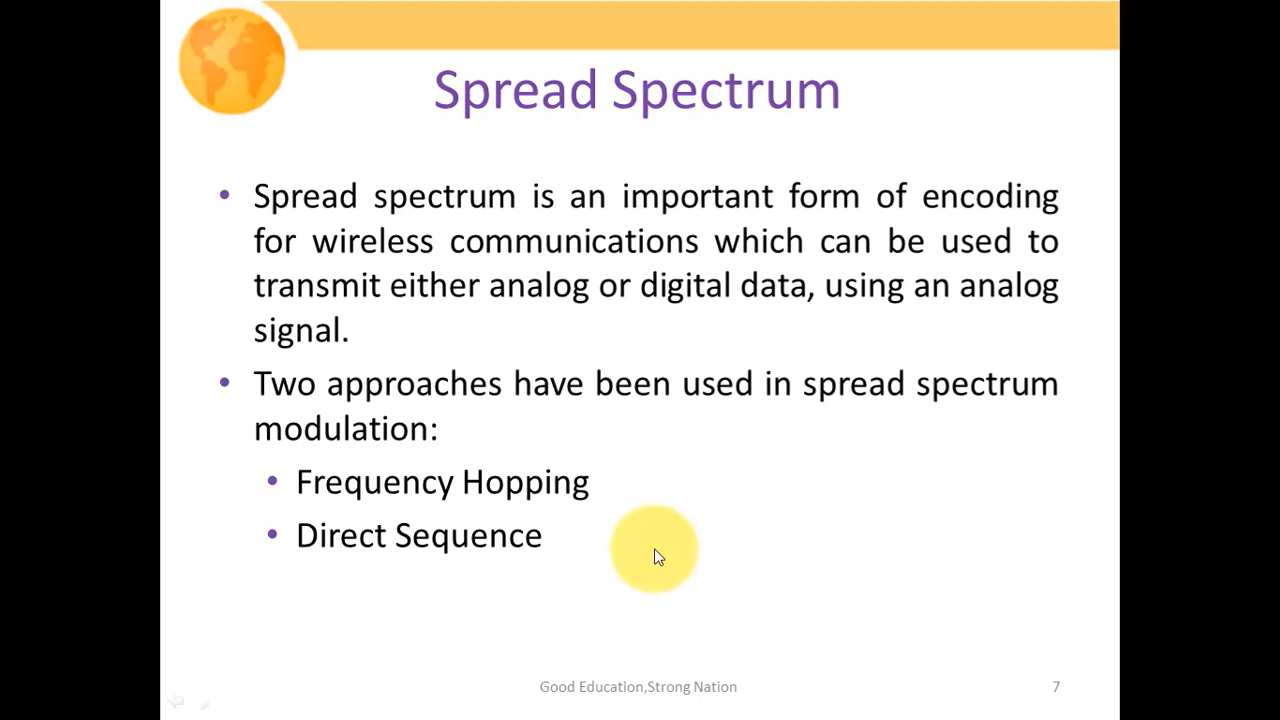 Spread Spectrum
• Spread spectrum is an important form of encoding
for wireless communications which can be used to
transmit either analog or digital data, using an analog
signal.
• Two approaches have been used in spread spectrum
modulation:
• Frequency Hopping
• Direct Sequence
Good Education,Strong Nation
7